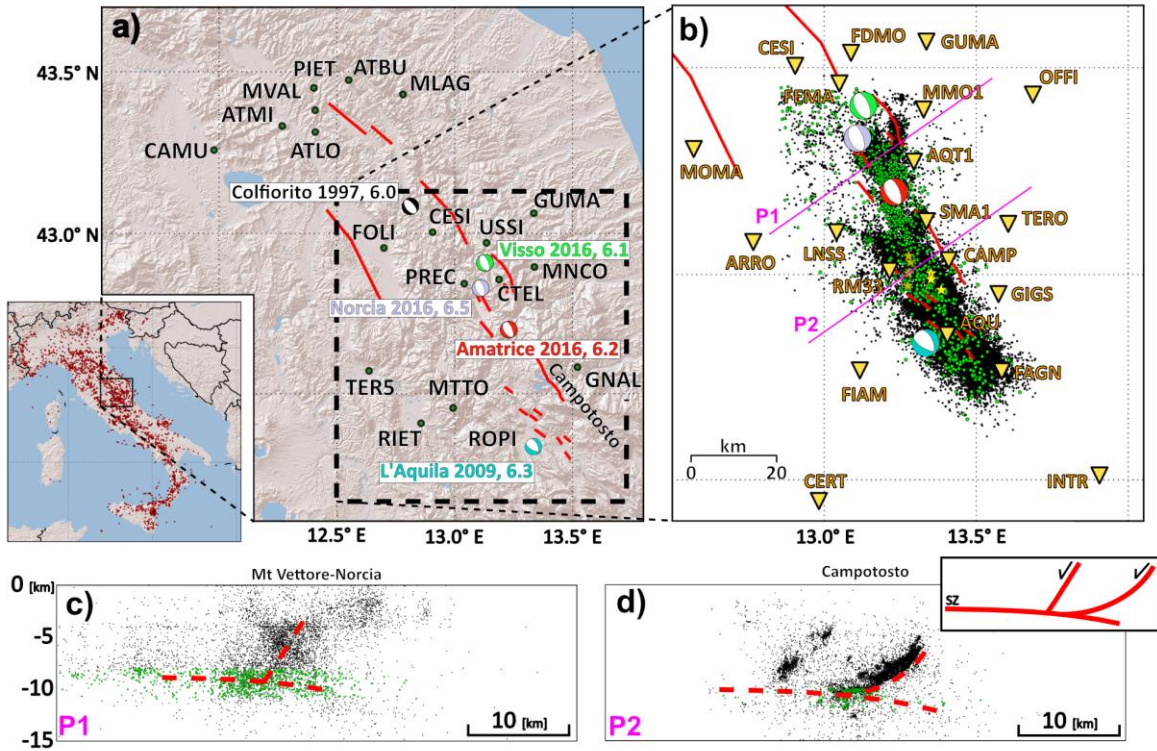 a)
43.5° N
43.0° N
PIET
ATBU
MVAL
MLAG
ATMI
CAMU
ATLO
Colfiorito 1997, 6.0
GUMA
CESI
USSI
FOLI
Visso 2016, 6.1
PREC
MNCO
CTEL
Norcia 2016, 6.5
Amatrice 2016, 6.2
TER5
MTTO
GNAL
Campotosto
RIET
ROPI
L'Aquila 2009, 6.3
12.5° E
13.0° E
13.5° E
b)
CESI
FDMO
GUMA
FEMA
MMO1
OFFI
MOMA
AQT1
P1
SMA1
TERO
LNSS
ARRO
CAMP
RM33
GIGS
P2
AQU
FIAM
FAGN
km
0
20
CERT
INTR
13.0° E
13.5° E
Mt Vettore-Norcia
0 [km]
-5
-10
-15
c)
P1
10 [km]
Campotosto
d)
SZ
P2
10 [km]